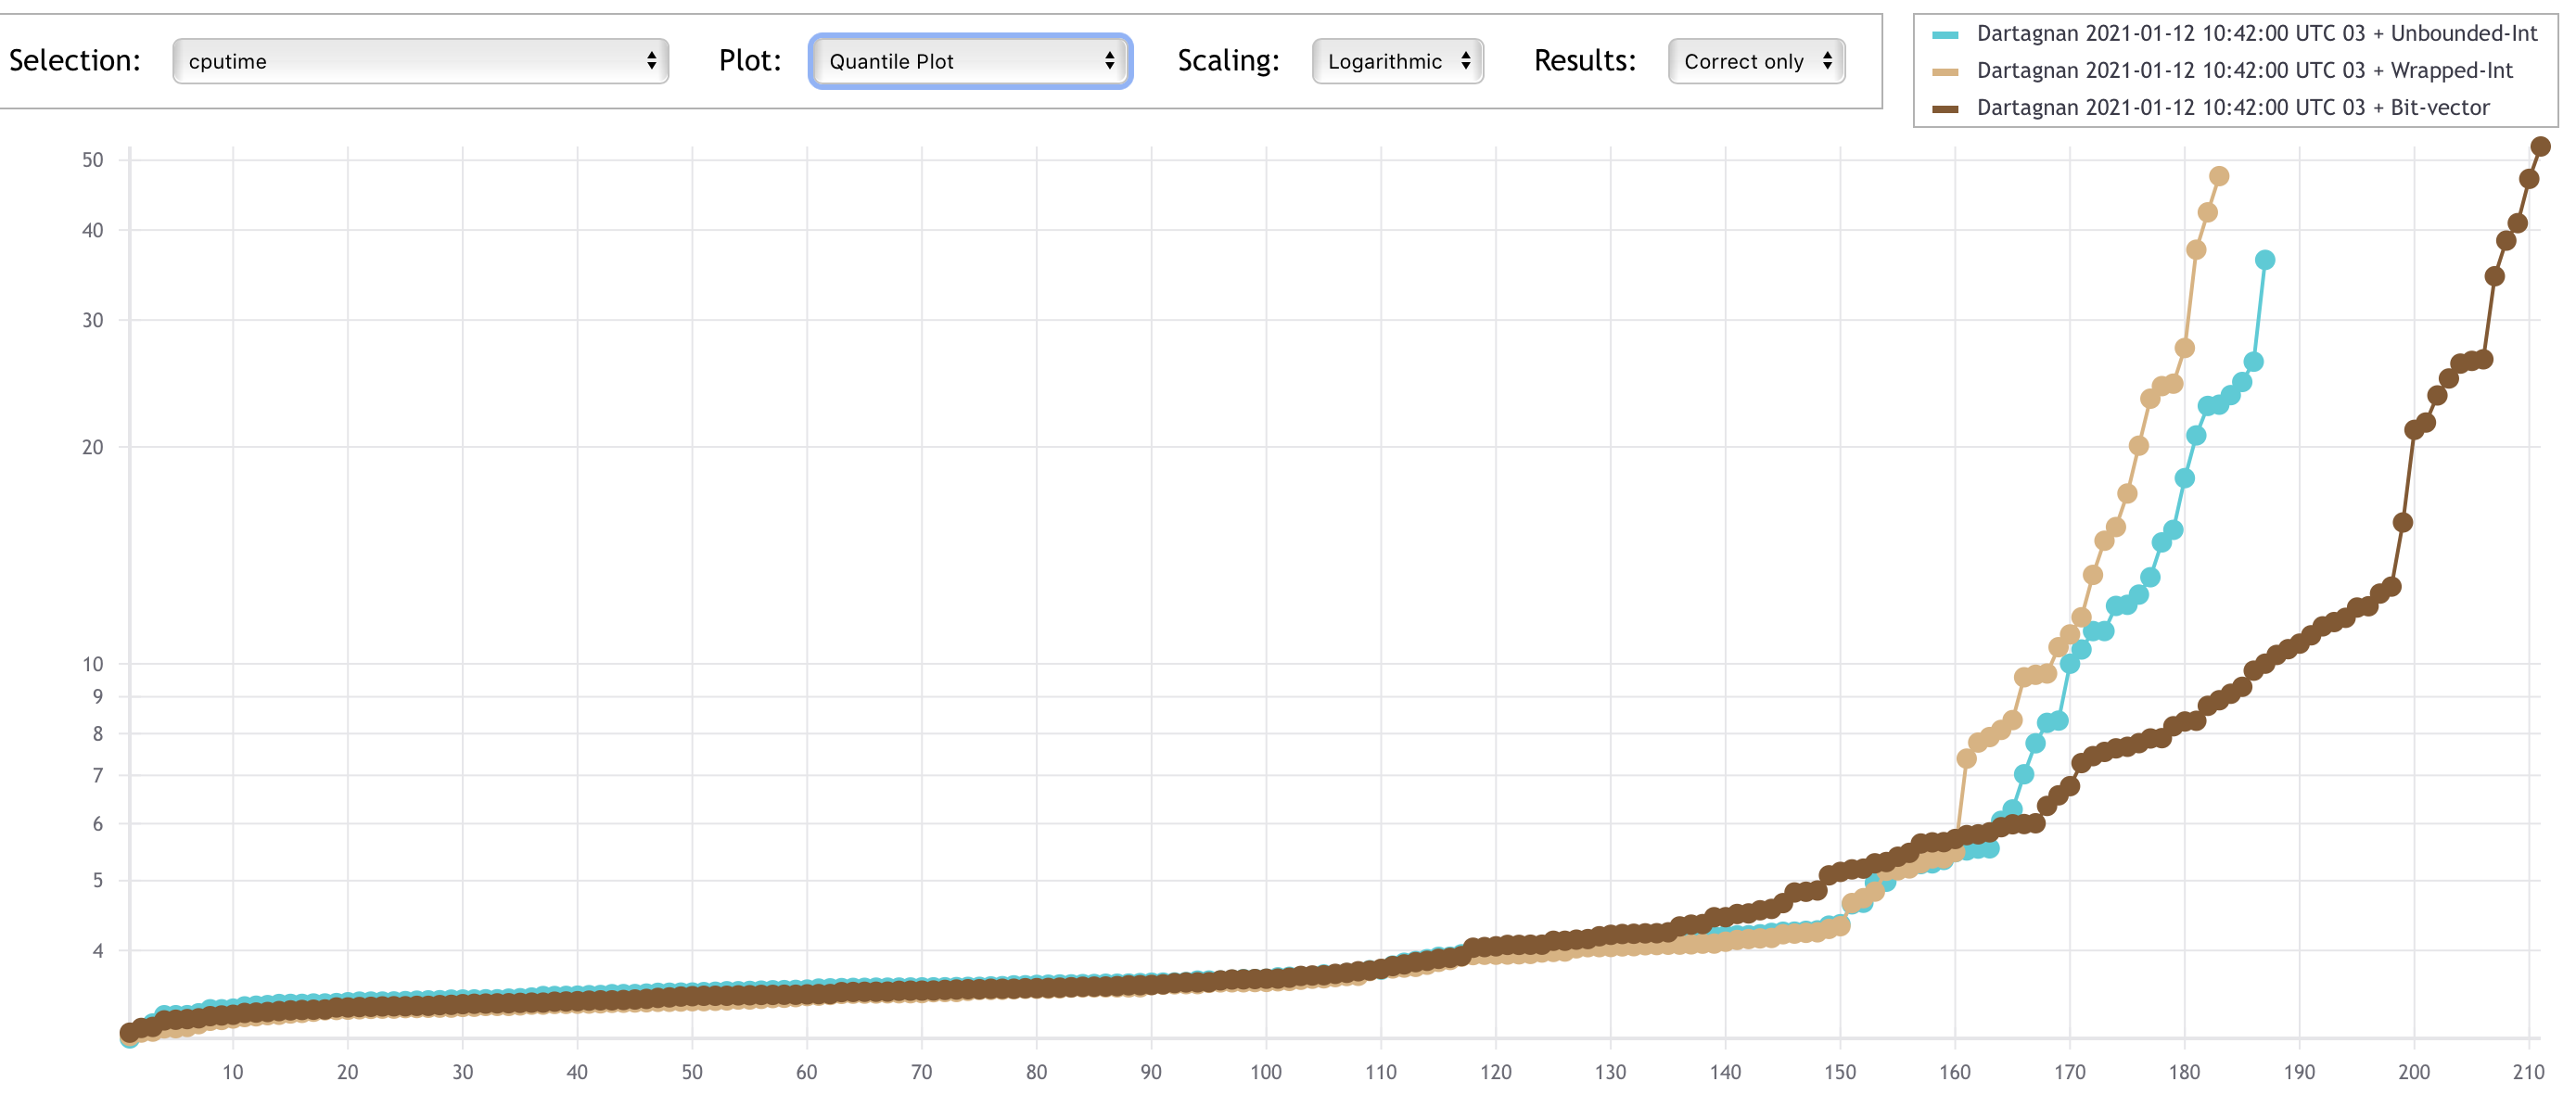 Selection: cputime Plot: Quantile Plot Scaling: Logarithmic Results: Correct only
Dartagnan 2021-01-12 10:42:00 UTC 03 + Unbounded-Int
Dartagnan 2021-01-12 10:42:00 UTC 03 + Wrapped-Int
Dartagnan 2021-01-12 10:42:00 UTC 03 + Bit-vector
50
40
30
20
10
9
8
7
6
5
4
10 20 30 40 50 60 70 80 90 100 110 120 130 140 150 160 170 180 190 200 210